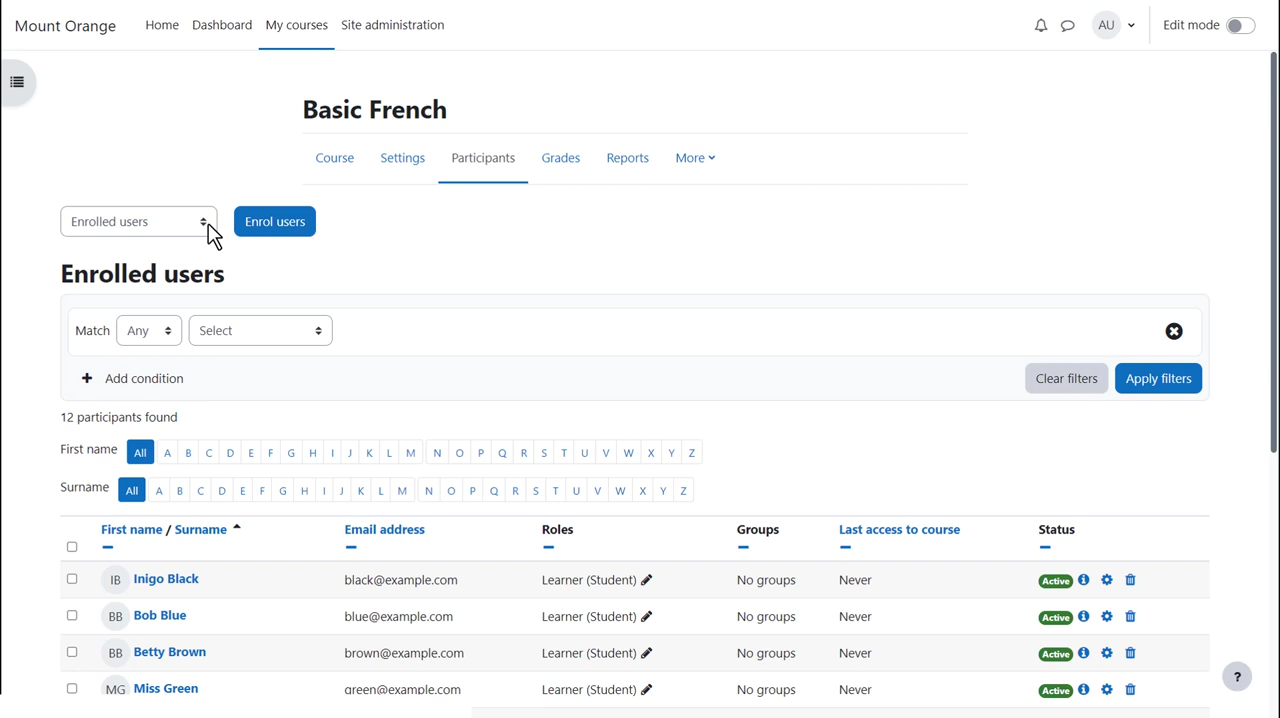 Mount Orange Home Dashboard My courses Site administration AU Edit mode
Basic French
Course Settings Participants Grades Reports More
Enrolled users Enrol users
Enrolled users
Match Any Select
+ Add condition Clear filters Apply filters
12 participants found
First name All A B C D E F G H I J K L M N O P Q R S T U V W X Y Z
Surname All A B C D E F G H I J K L M N O P Q R S T U V W X Y Z
First name / Surname Email address Roles Groups Last access to course Status
IB Inigo Black black@example.com Learner (Student) No groups Never Active
BB Bob Blue blue@example.com Learner (Student) No groups Never Active
BB Betty Brown brown@example.com Learner (Student) No groups Never Active
MG Miss Green green@example.com Learner (Student) No groups Never Active
?